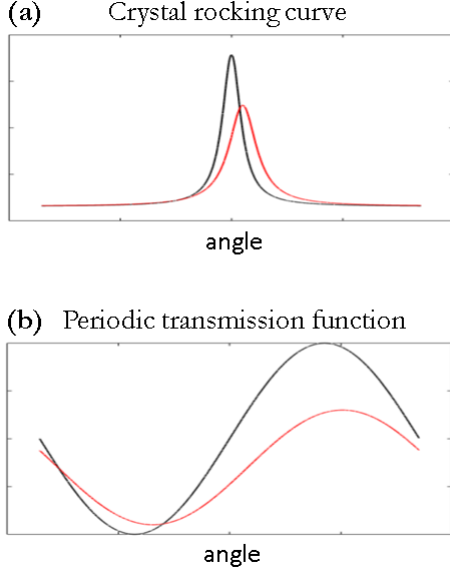 (a) Crystal rocking curve
angle
(b) Periodic transmission function
angle